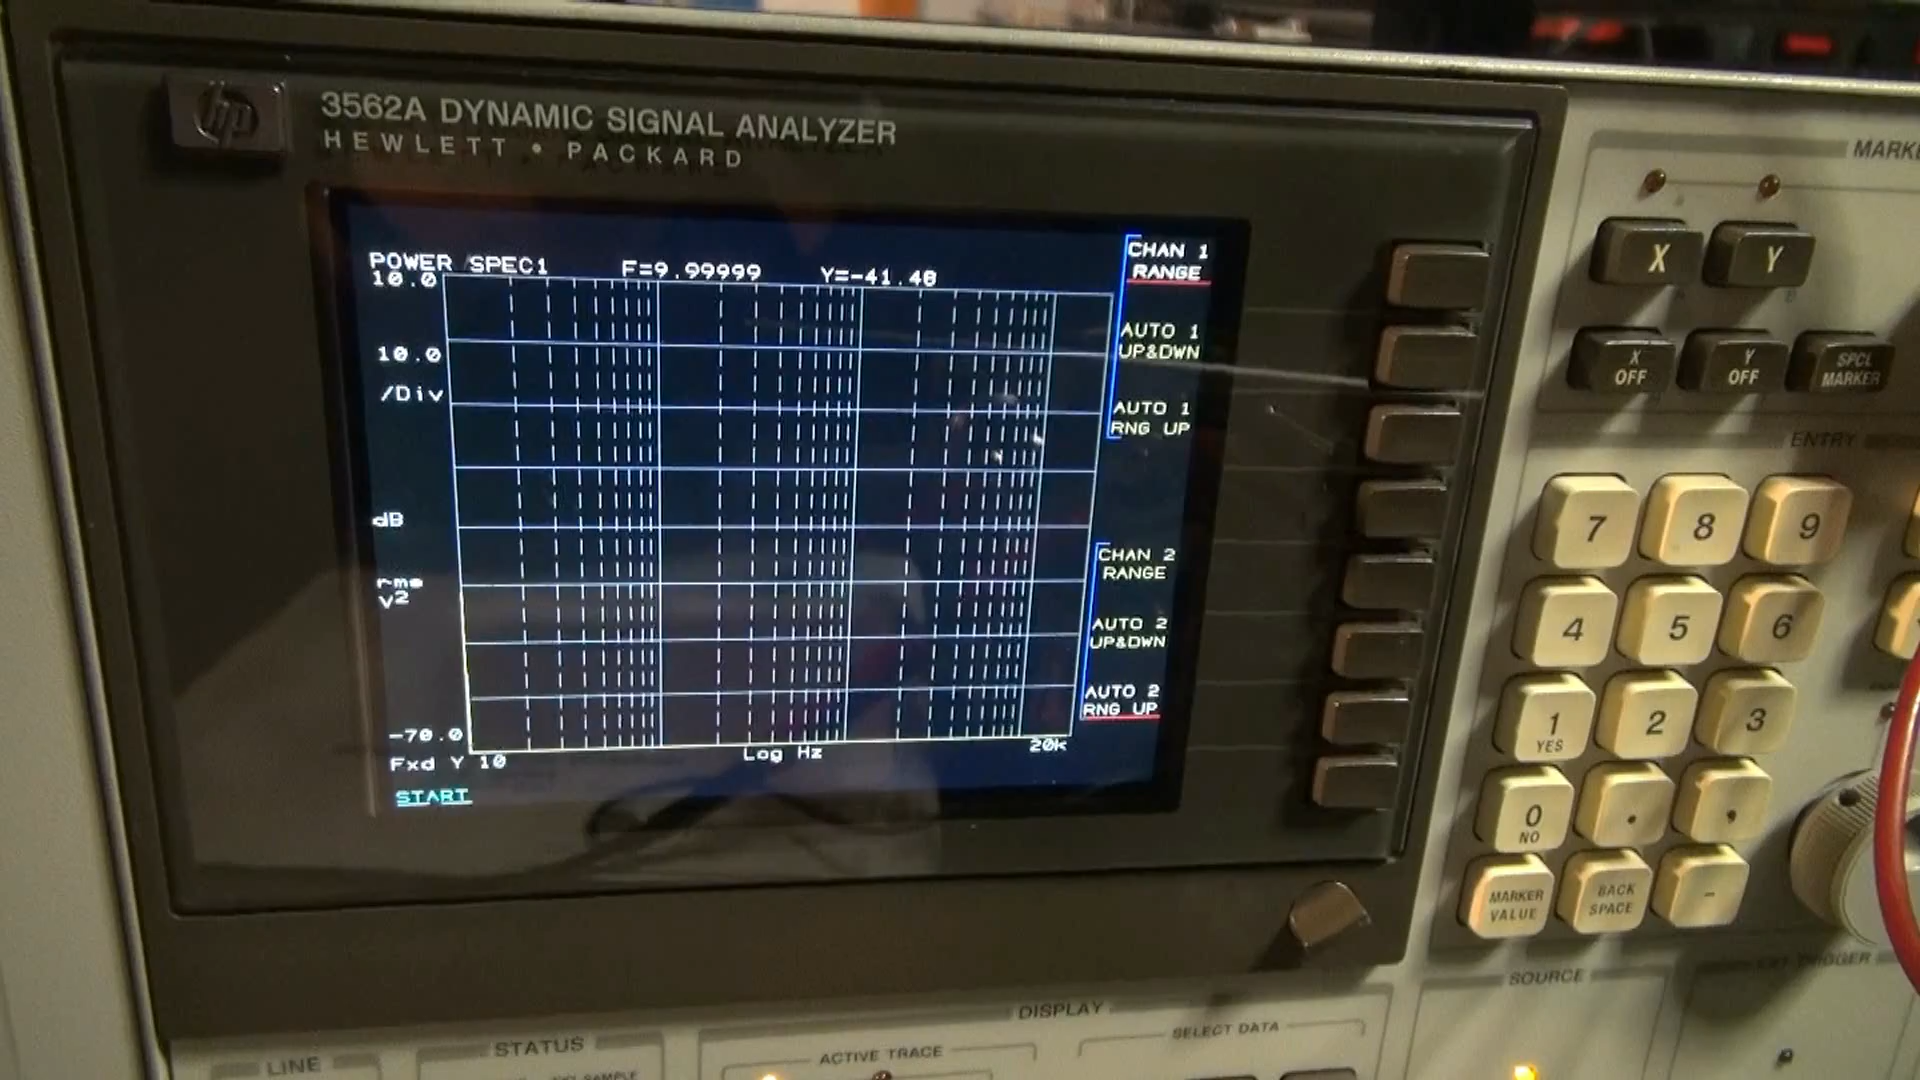 hp
3562A DYNAMIC SIGNAL ANALYZER
HEWLETT • PACKARD
POWER SPEC1 F=9.99999 Y=-41.48
10.0
10.0
/Div
dB
rms
V2
-70.0
Fxd Y 10 Log Hz 20k
START
CHAN 1
RANGE
AUTO 1
UP&DWN
AUTO 1
RNG UP
CHAN 2
RANGE
AUTO 2
UP&DWN
AUTO 2
RNG UP
X Y
X
OFF
Y
OFF
SPCL
MARKER
ENTRY
7 8 9
4 5 6
1
YES
2 3
0
NO
. ,
MARKER
VALUE
BACK
SPACE
-
SOURCE
DISPLAY
SELECT DATA
ACTIVE TRACE
STATUS
LINE